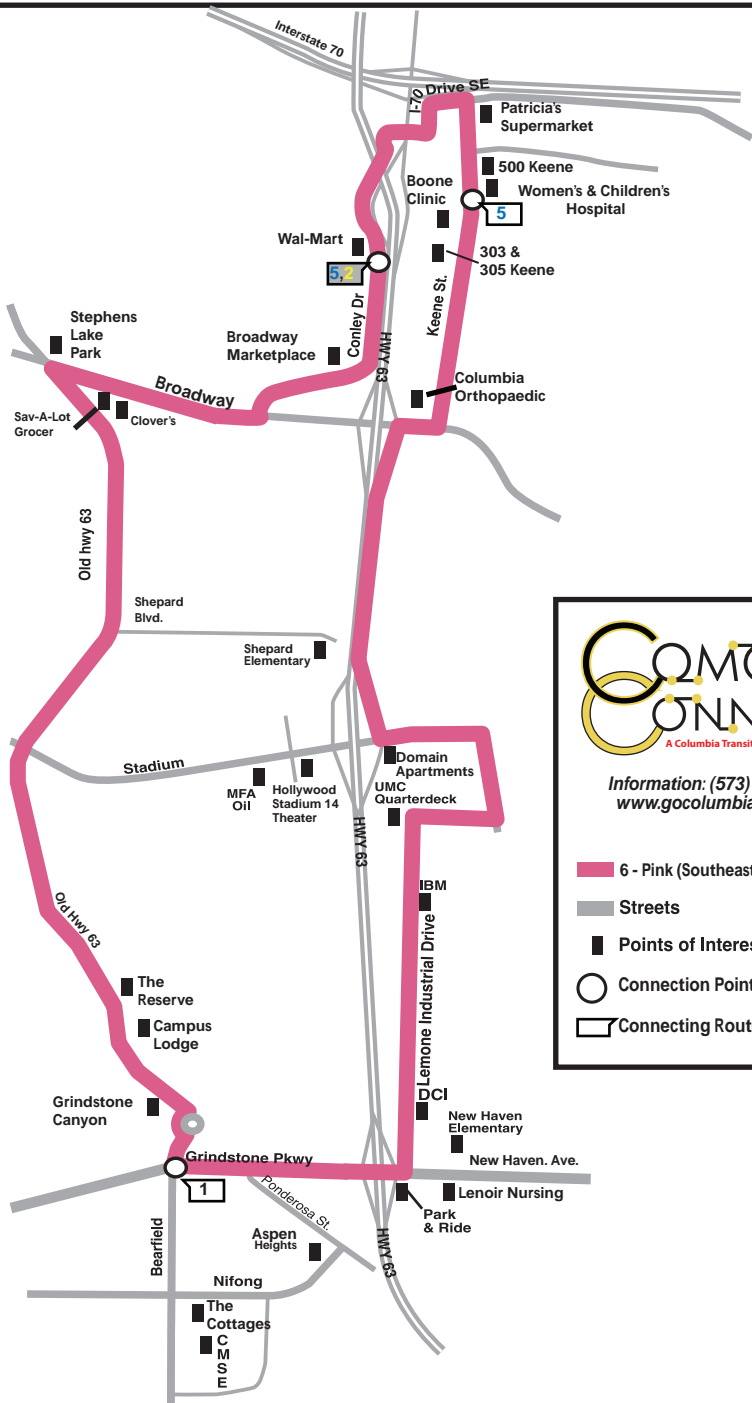 Interstate 70
I-70 Drive SE
Patricia's
Supermarket
500 Keene
Women's & Children's
Hospital
5
Boone
Clinic
303 &
305 Keene
Keene St.
Wal-Mart
5,2
Conley Dr
HWY 63
Stephens
Lake
Park
Broadway
Marketplace
Broadway
Columbia
Orthopaedic
Sav-A-Lot
Grocer
Clover's
Old hwy 63
Shepard
Blvd.
Shepard
Elementary
Stadium
Domain
Apartments
MFA
Oil
Hollywood
Stadium 14
Theater
UMC
Quarterdeck
HWY 63
IBM
Lemone Industrial Drive
Old Hwy 63
The
Reserve
Campus
Lodge
Grindstone
Canyon
DCI
New Haven
Elementary
Grindstone Pkwy
New Haven. Ave.
1
Ponderosa St.
Park
& Ride
Lenoir Nursing
Bearfield
Aspen
Heights
HWY 63
Nifong
The
Cottages
C
M
S
E
COMO
CONN
A Columbia Transit
Information: (573)
www.gocolumbia
6 - Pink (Southeast
Streets
Points of Interes
Connection Point
Connecting Rout